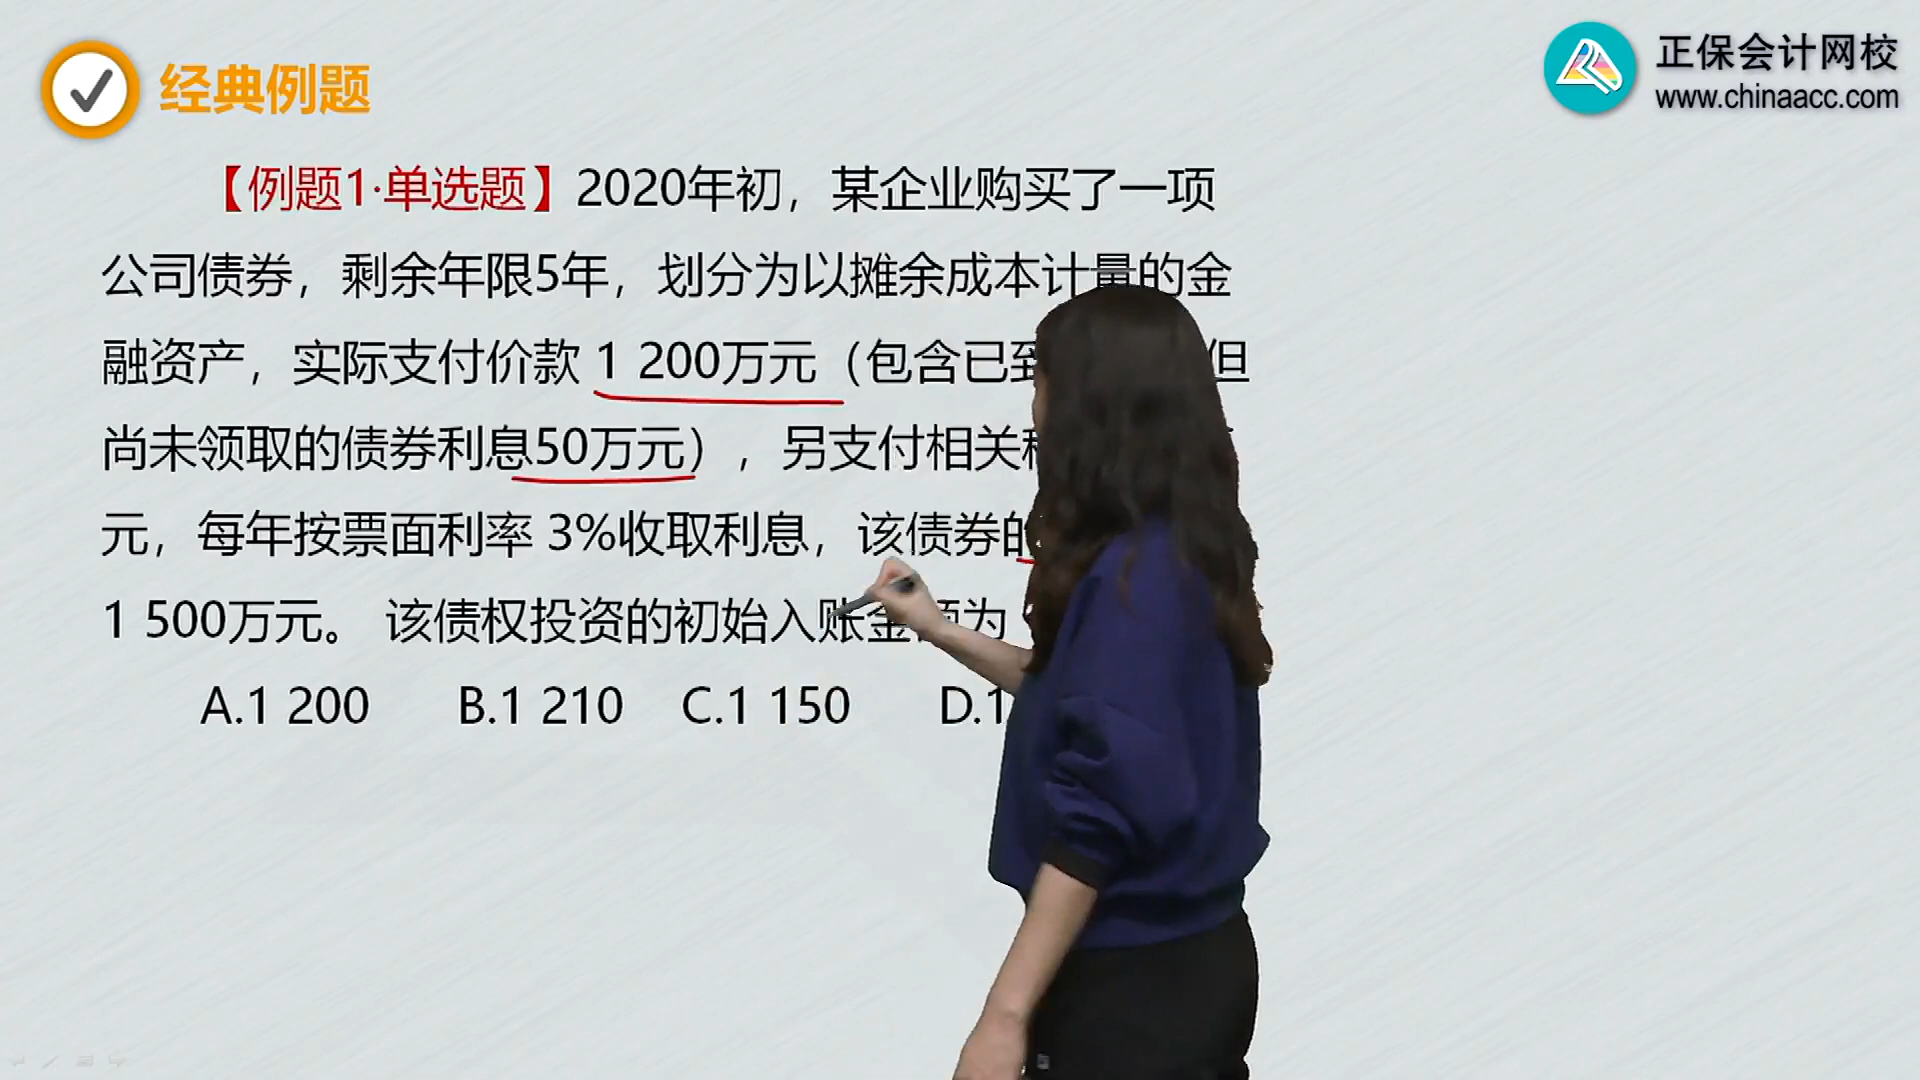 经典例题
正保会计网校
www.chinaacc.com
【例题1·单选题】2020年初，某企业购买了一项
公司债券，剩余年限5年，划分为以摊余成本计量的金
融资产，实际支付价款 1 200万元（包含已到 但
尚未领取的债券利息50万元），另支付相关
元，每年按票面利率 3%收取利息，该债券的
1 500万元。 该债权投资的初始入账金额为
A.1 200 B.1 210 C.1 150 D.1